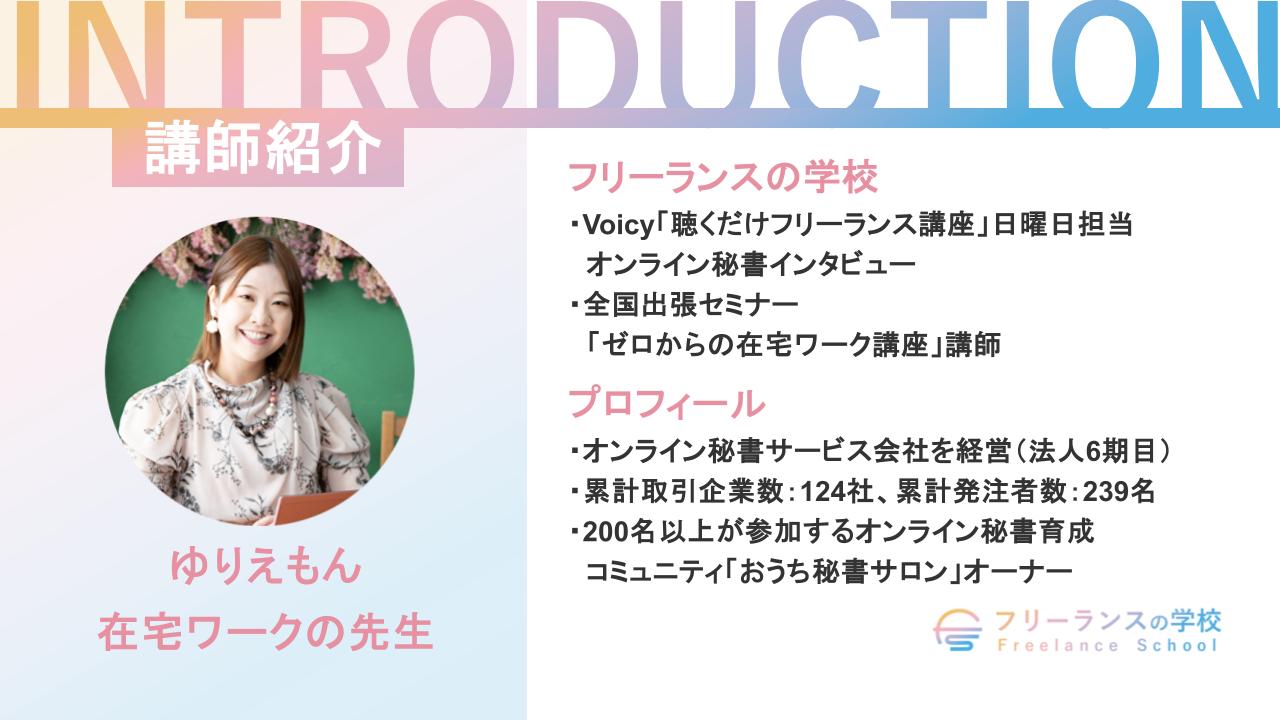 INTRODUCTION
講師紹介
ゆりえもん
在宅ワークの先生
フリーランスの学校
・Voicy「聴くだけフリーランス講座」日曜日担当
オンライン秘書インタビュー
・全国出張セミナー
「ゼロからの在宅ワーク講座」講師
プロフィール
・オンライン秘書サービス会社を経営（法人6期目）
・累計取引企業数：124社、累計発注者数：239名
・200名以上が参加するオンライン秘書育成
コミュニティ「おうち秘書サロン」オーナー
フリーランスの学校
Freelance School